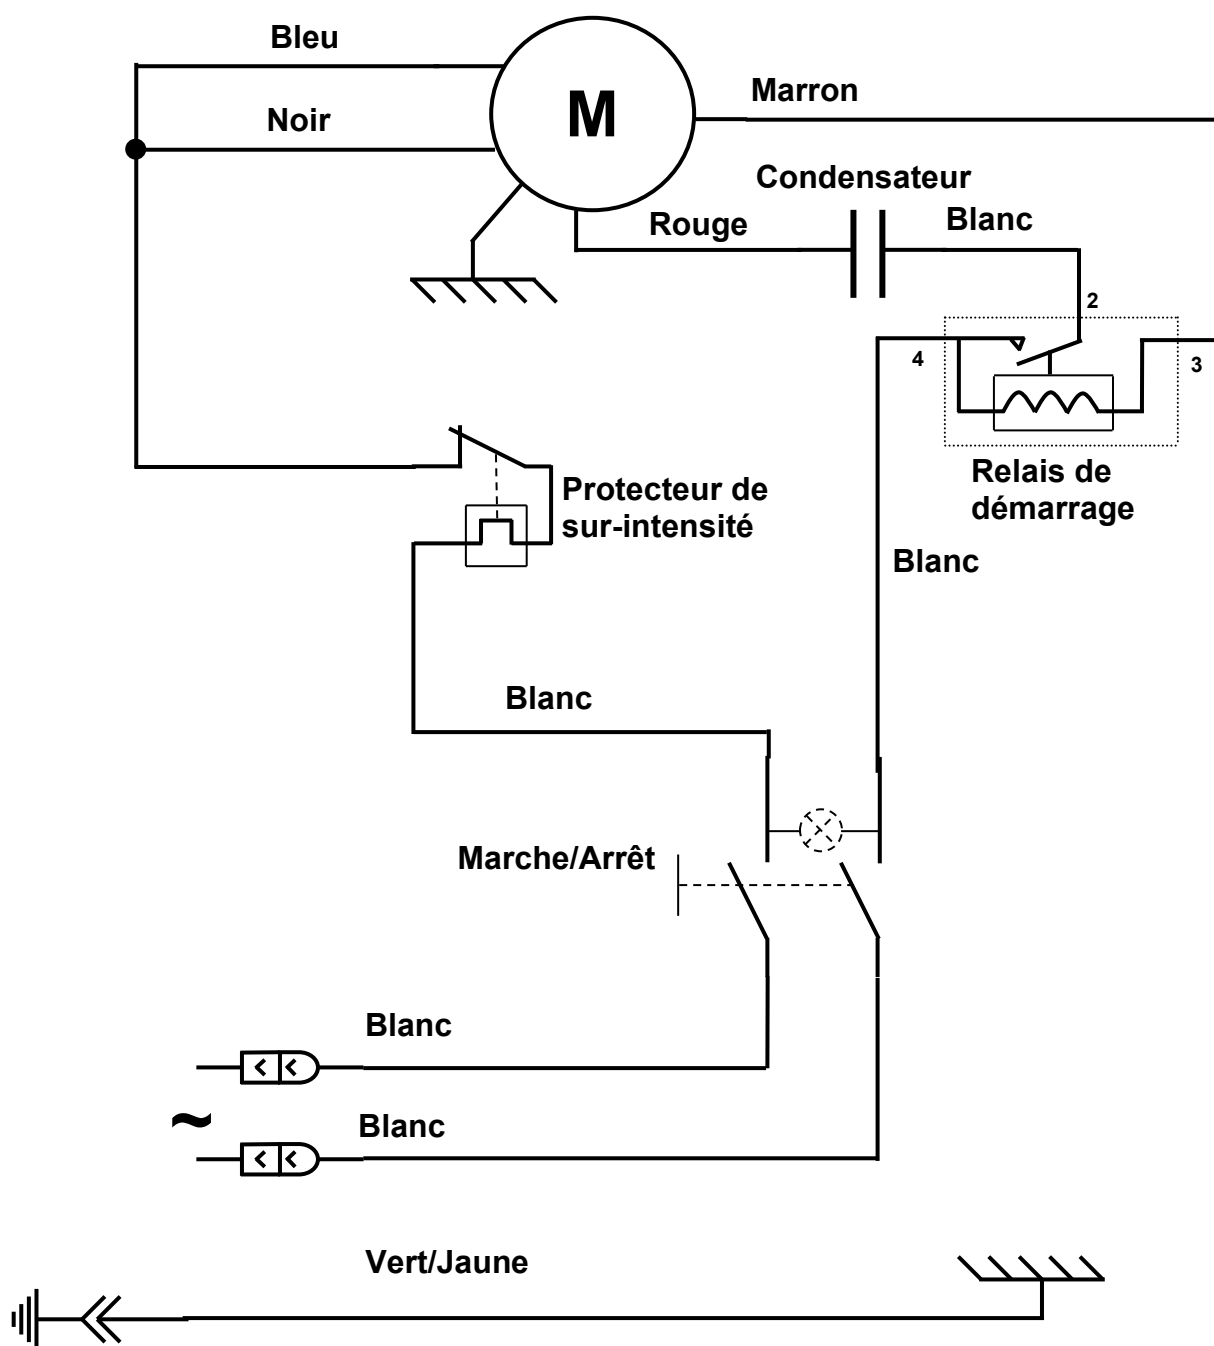 Bleu
M
Marron
Noir
Condensateur
Rouge
Blanc
2
4
3
Relais de
démarrage
Protecteur de
sur-intensité
Blanc
Blanc
Marche/Arrêt
Blanc
~
Blanc
Vert/Jaune